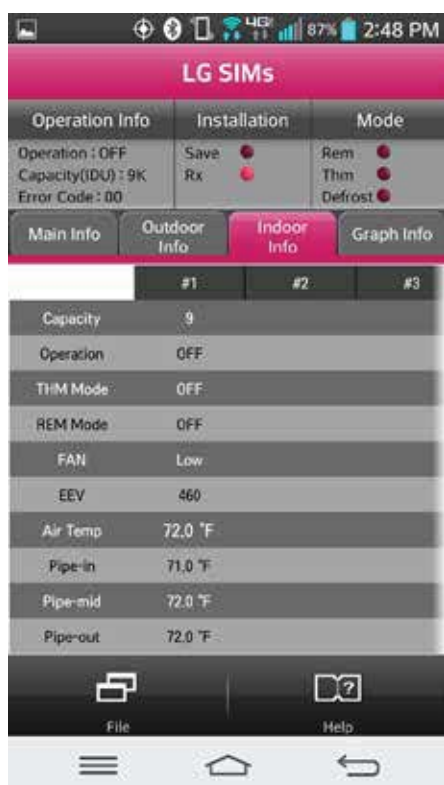 4G 87% 2:48 PM
LG SIMs
Operation Info Installation Mode
Operation : OFF Save Rem
Capacity(IDU) : 9K Rx Thm
Error Code : 00 Defrost
Main Info Outdoor Info Indoor Info Graph Info
#1 #2 #3
Capacity 9
Operation OFF
THM Mode OFF
REM Mode OFF
FAN Low
EEV 460
Air Temp 72.0 °F
Pipe-in 71.0 °F
Pipe-mid 72.0 °F
Pipe-out 72.0 °F
File Help